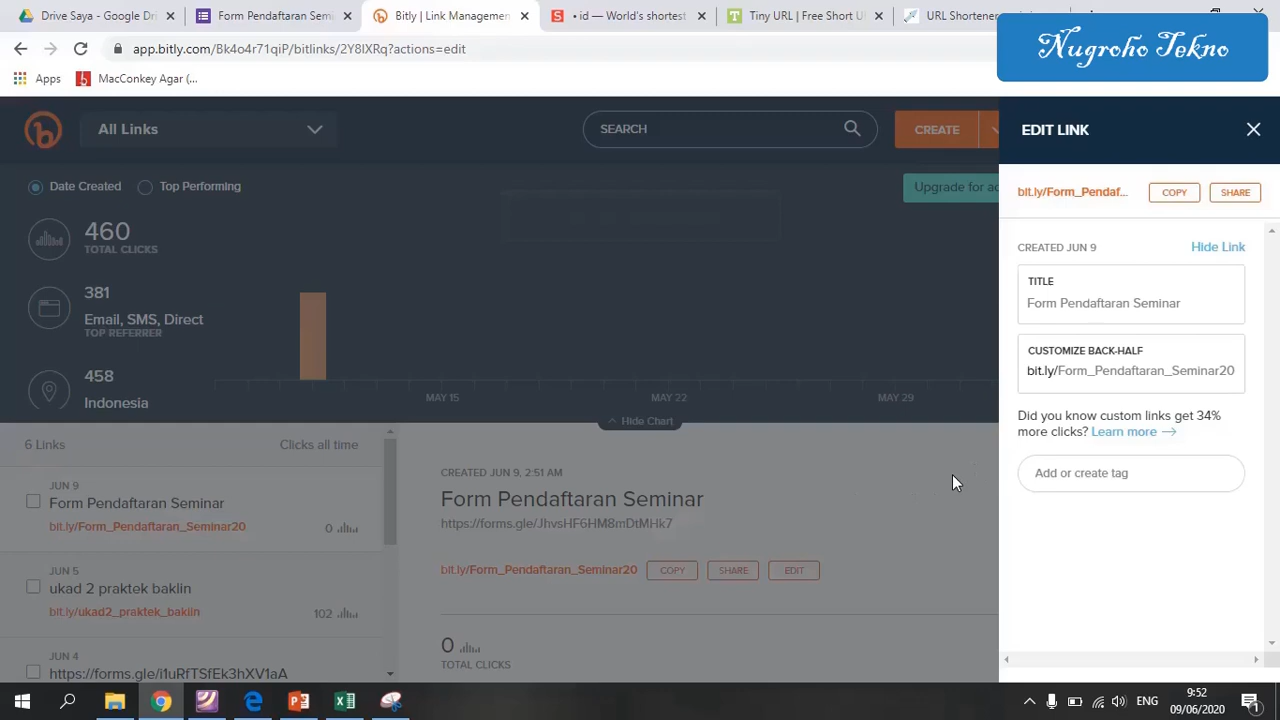 Drive Saya - Google Drive
Form Pendaftaran Semi
Bitly | Link Managemen
• id — World's shortest
Tiny URL | Free Short U
URL Shortene
app.bitly.com/Bk4o4r71qiP/bitlinks/2Y8lXRq?actions=edit
Apps
MacConkey Agar (...
Nugroho Tekno
All Links
SEARCH
CREATE
EDIT LINK
Date Created
Top Performing
Upgrade for
bit.ly/Form_Pendaf...
COPY
SHARE
460
TOTAL CLICKS
CREATED JUN 9
Hide Link
381
Email, SMS, Direct
TOP REFERRER
TITLE
Form Pendaftaran Seminar
458
Indonesia
CUSTOMIZE BACK-HALF
bit.ly/Form_Pendaftaran_Seminar20
MAY 15
MAY 22
MAY 29
Hide Chart
Did you know custom links get 34%
more clicks? Learn more →
Add or create tag
6 Links
Clicks all time
JUN 9
Form Pendaftaran Seminar
bit.ly/Form_Pendaftaran_Seminar20
0
CREATED JUN 9, 2:51 AM
Form Pendaftaran Seminar
https://forms.gle/JhvsHF6HM8mDtMHk7
bit.ly/Form_Pendaftaran_Seminar20
COPY
SHARE
EDIT
JUN 5
ukad 2 praktek baklin
bit.ly/ukad2_praktek_baklin
102
0
TOTAL CLICKS
JUN 4
https://forms.gle/i1uRfTSfEk3hXV1aA
ENG
9:52
09/06/2020
1